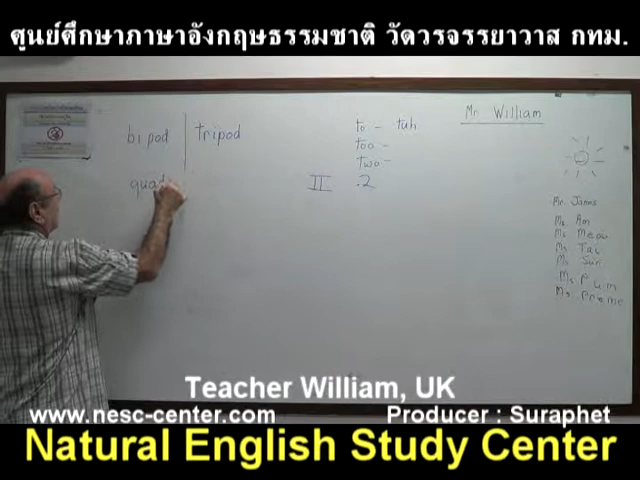 ศูนย์ศึกษาภาษาอังกฤษธรรมชาติ วัดวรจรรยาวาส กทม.
Mr. William
bipod | tripod
to - tuh
too -
two -
quad
II .2
Mr. James
Ms Am
Ms Meow
Ms Tai
Ms Sun
Ms Pum
Ms Preme
Teacher William, UK
www.nesc-center.com Producer : Suraphet
Natural English Study Center